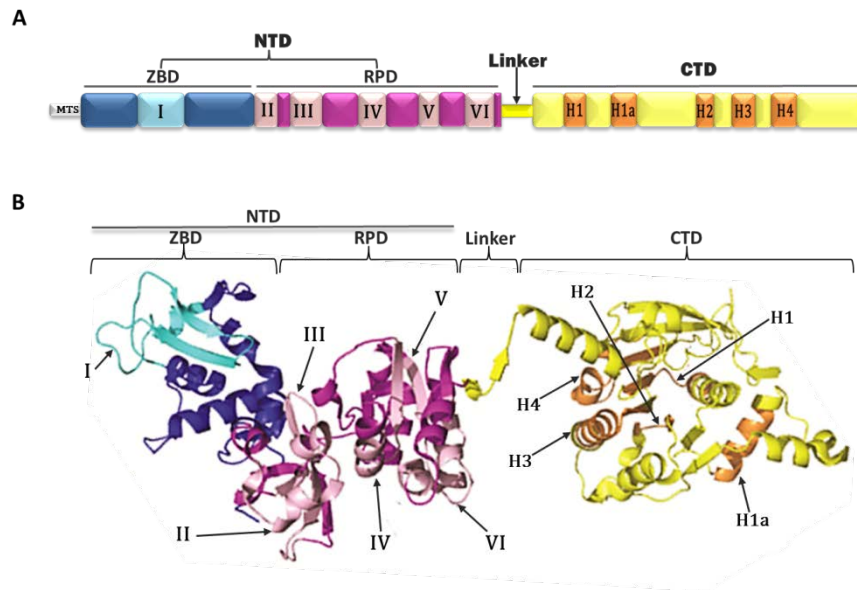 A
NTD
Linker
ZBD RPD CTD
MTS I II III IV V VI H1 H1a H2 H3 H4
B
NTD
ZBD RPD Linker CTD
H2
V H1
III
I
H4
H3
H1a
II IV VI